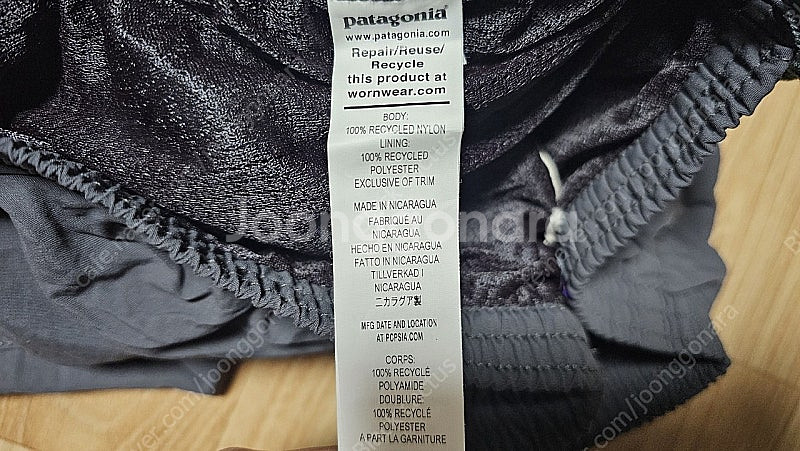 patagonia®
www.patagonia.com
Repair/Reuse/
Recycle
this product at
wornwear.com
BODY:
100% RECYCLED NYLON
LINING:
100% RECYCLED
POLYESTER
EXCLUSIVE OF TRIM
MADE IN NICARAGUA
FABRIQUÉ AU
NICARAGUA
HECHO EN NICARAGUA
FATTO IN NICARAGUA
TILLVERKAD I
NICARAGUA
ニカラグア製
MFG DATE AND LOCATION
AT PCPSIA.COM
CORPS:
100% RECYCLÉ
POLYAMIDE
DOUBLURE:
100% RECYCLÉ
POLYESTER
A PART LA GARNITURE
Joonggonara